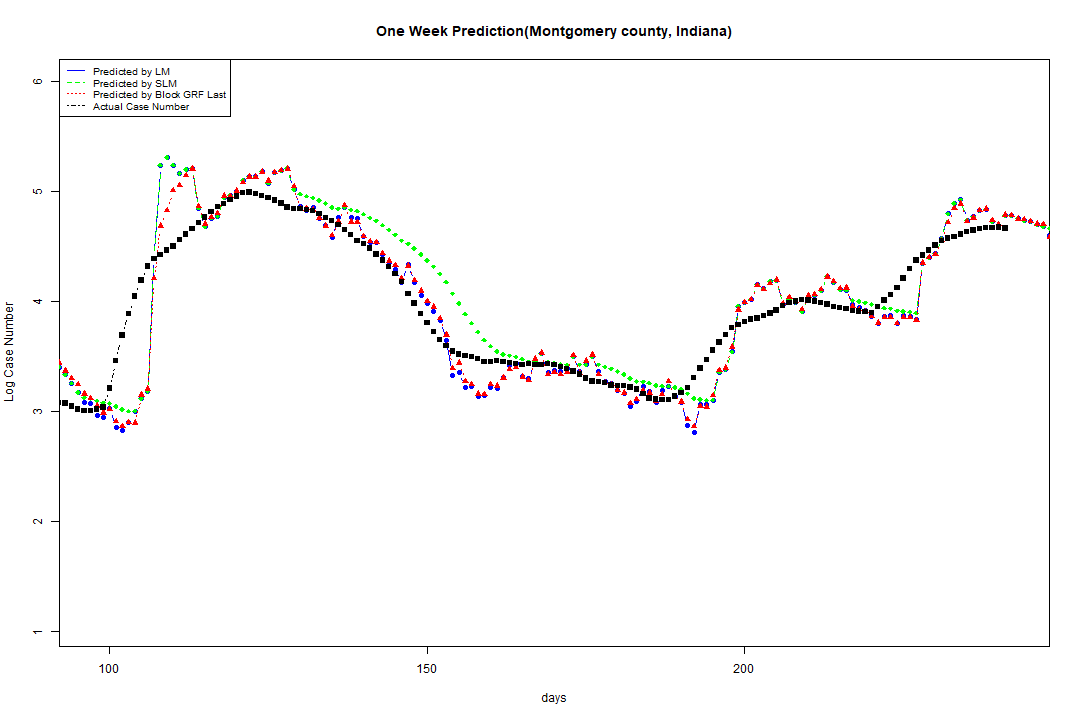 One Week Prediction(Montgomery county, Indiana)
Predicted by LM
Predicted by SLM
Predicted by Block GRF Last
Actual Case Number
6
5
4
3
2
1
Log Case Number
100 150 200
days